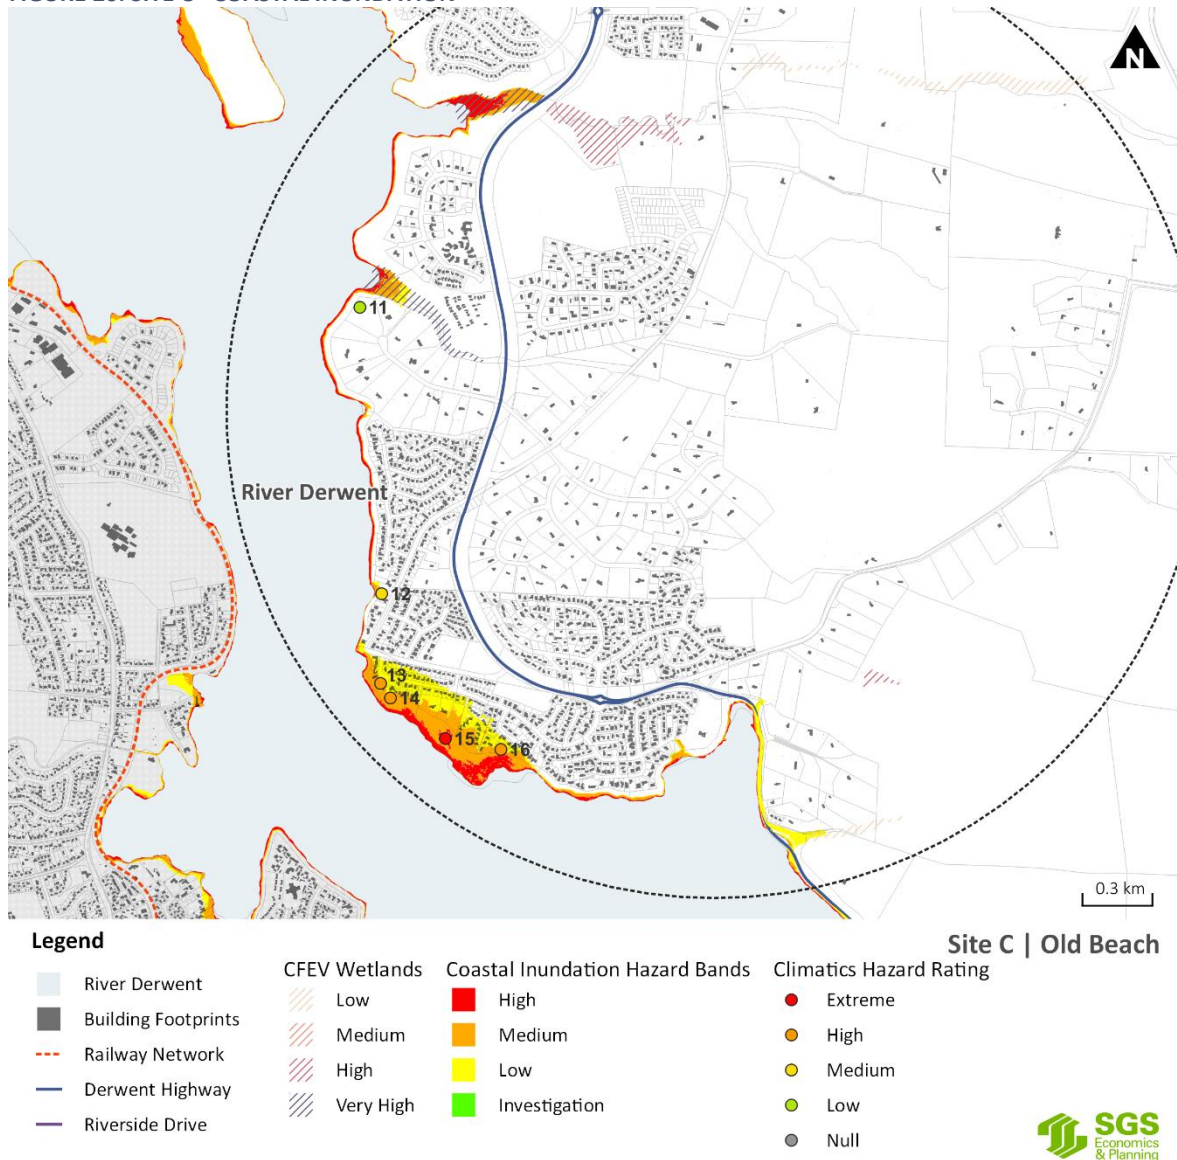 N
11
River Derwent
12
13
14
15
16
0.3 km
Legend
Site C | Old Beach
River Derwent
Building Footprints
Railway Network
Derwent Highway
Riverside Drive
CFEV Wetlands
Low
Medium
High
Very High
Coastal Inundation Hazard Bands
High
Medium
Low
Investigation
Climatics Hazard Rating
Extreme
High
Medium
Low
Null
SGS
Economics
& Planning